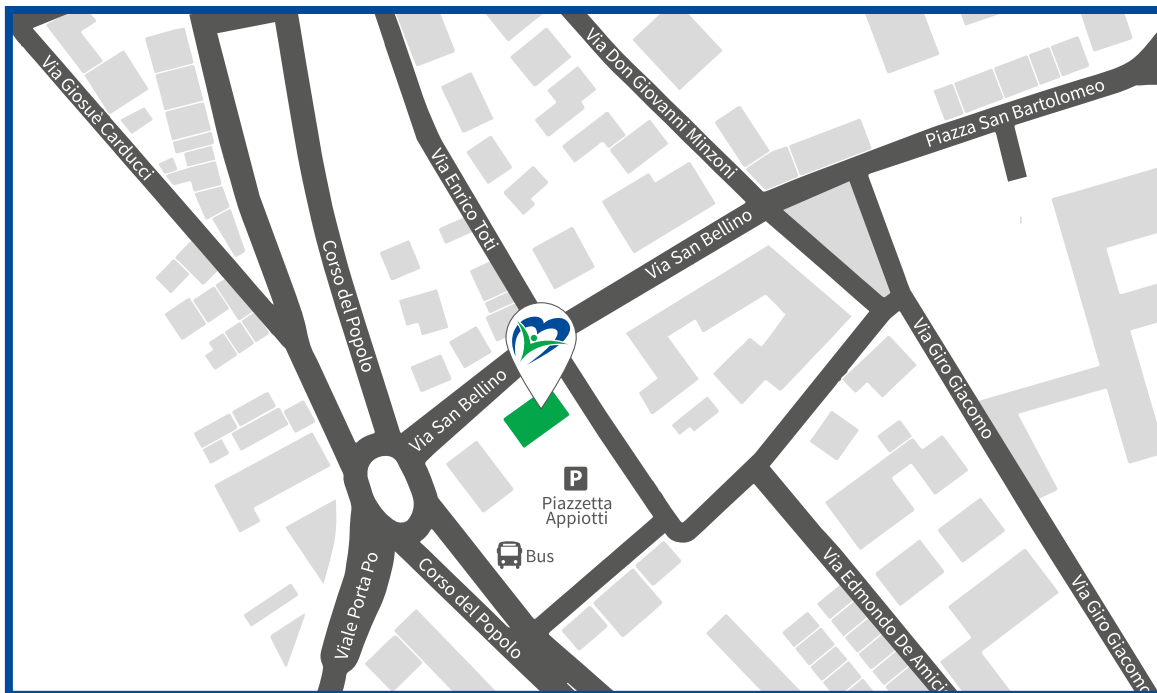 Via Giosuè Carducci
Via Don Giovanni Minzoni
Piazza San Bartolomeo
Via Enrico Toti
Via San Bellino
Corso del Popolo
Via San Bellino
Via Giro Giacomo
P
Piazzetta
Appiotti
Bus
Viale Porta Po
Corso del Popolo
Via Edmondo De Amici
Via Giro Giacomo